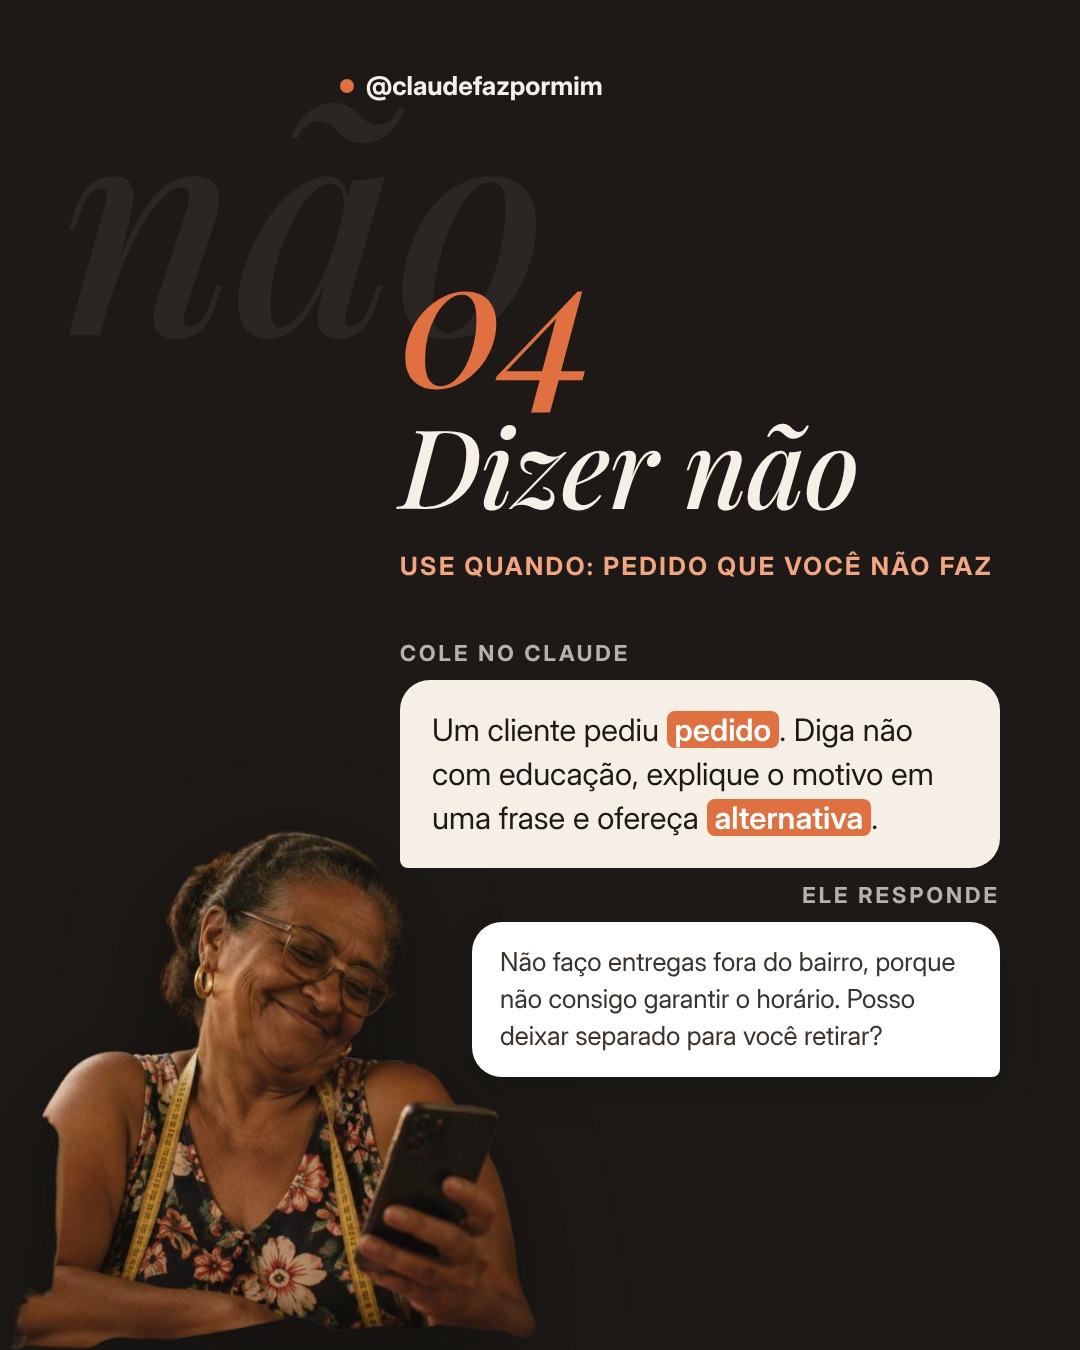 @claudefazpormim
não
04
Dizer não
USE QUANDO: PEDIDO QUE VOCÊ NÃO FAZ
COLE NO CLAUDE
Um cliente pediu pedido. Diga não
com educação, explique o motivo em
uma frase e ofereça alternativa.
ELE RESPONDE
Não faço entregas fora do bairro, porque
não consigo garantir o horário. Posso
deixar separado para você retirar?